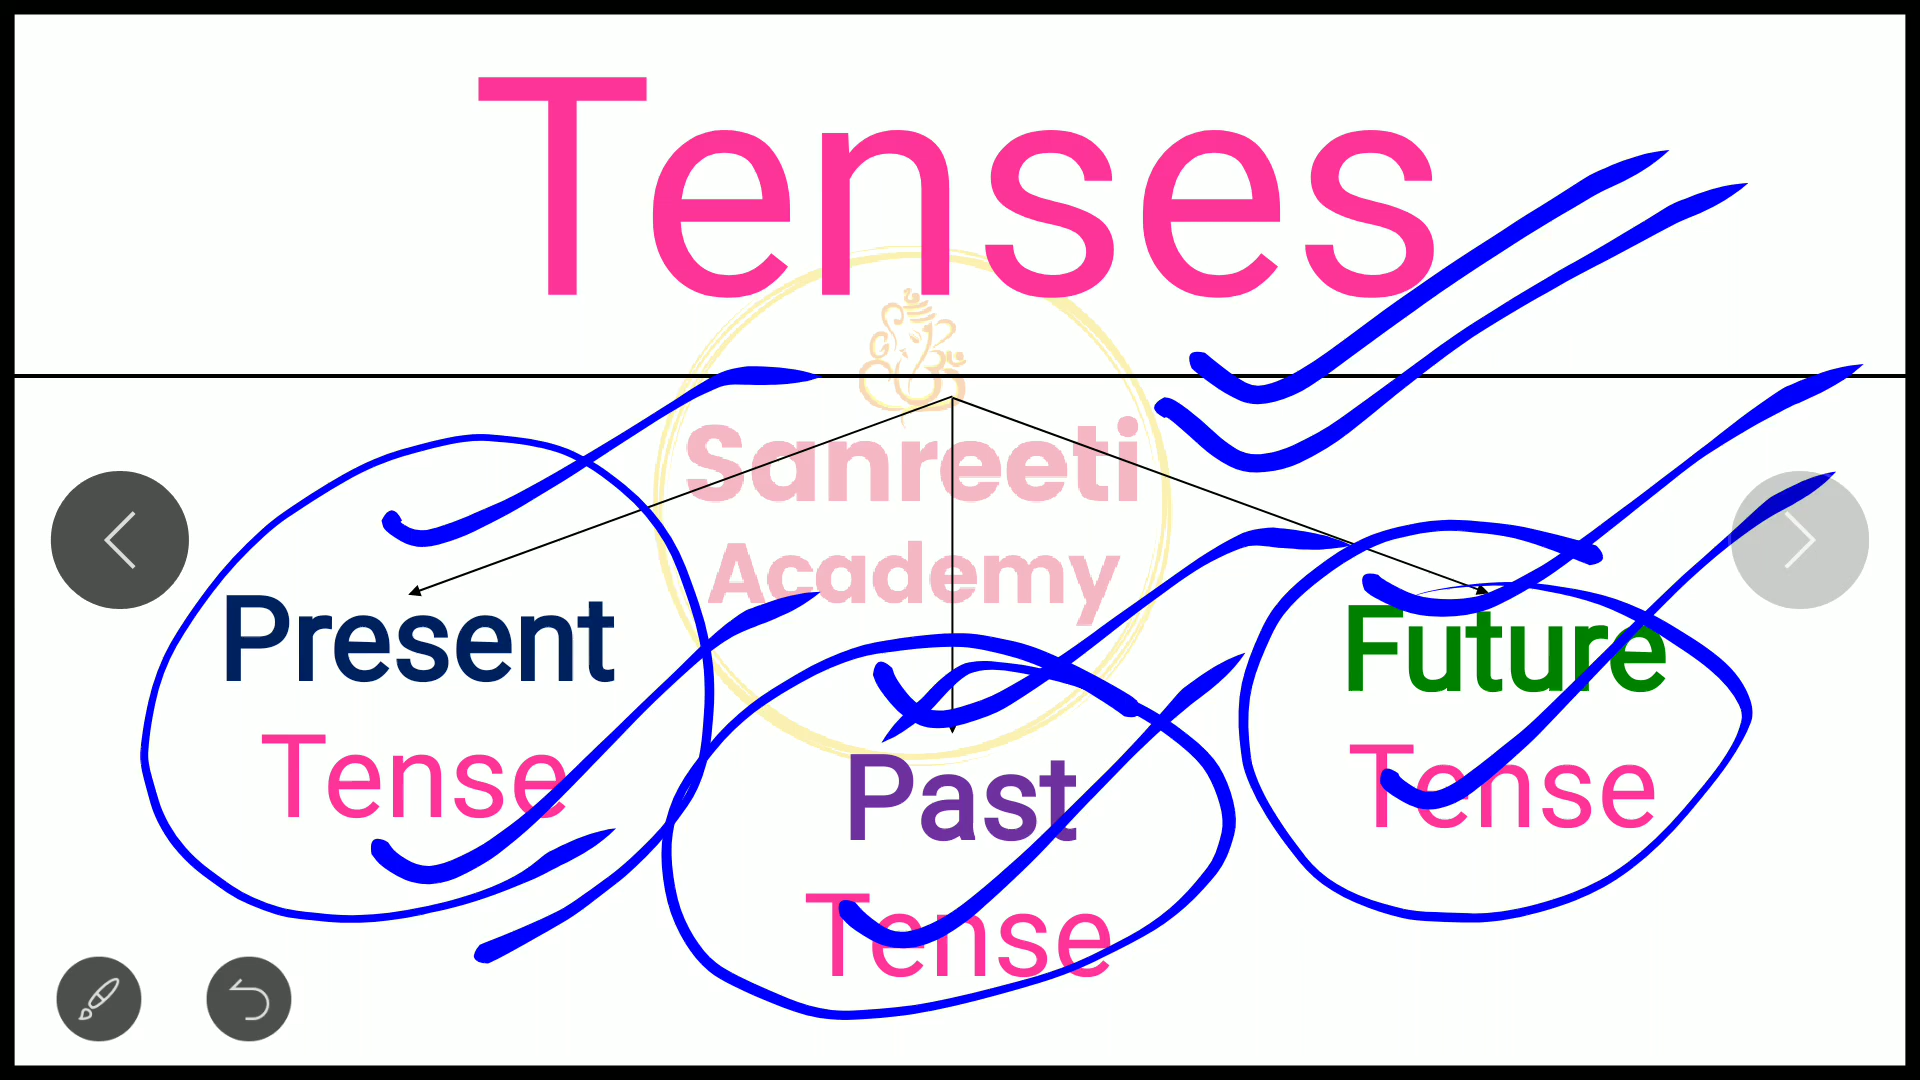 Tenses
Sanreeti
Academy
Present
Tense
Past
Tense
Future
Tense